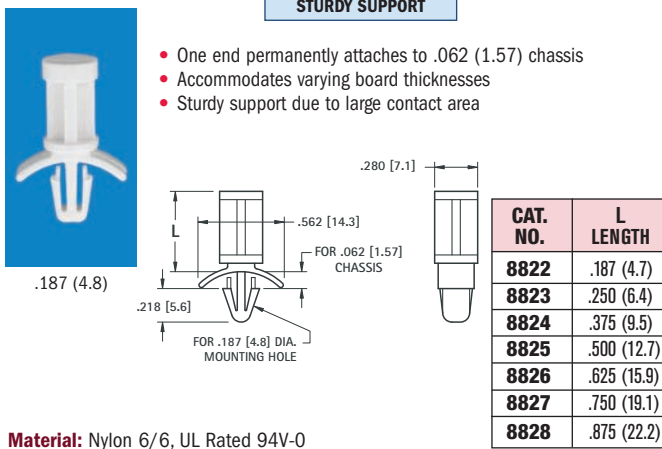 STURDY SUPPORT
• One end permanently attaches to .062 (1.57) chassis
• Accommodates varying board thicknesses
• Sturdy support due to large contact area
.187 (4.8)
.280 [7.1]
L
.562 [14.3]
FOR .062 [1.57]
CHASSIS
.218 [5.6]
FOR .187 [4.8] DIA.
MOUNTING HOLE
CAT. NO. L LENGTH
8822 .187 (4.7)
8823 .250 (6.4)
8824 .375 (9.5)
8825 .500 (12.7)
8826 .625 (15.9)
8827 .750 (19.1)
8828 .875 (22.2)
Material: Nylon 6/6, UL Rated 94V-0